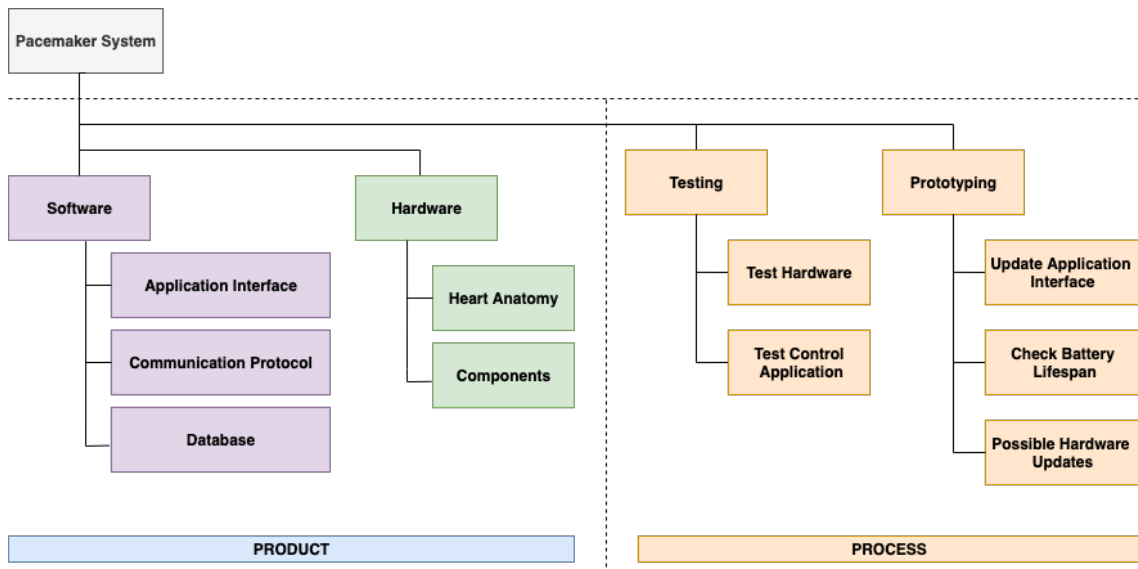 Pacemaker System
Software
Application Interface
Communication Protocol
Database
Hardware
Heart Anatomy
Components
Testing
Test Hardware
Test Control
Application
Prototyping
Update Application
Interface
Check Battery
Lifespan
Possible Hardware
Updates
PRODUCT
PROCESS